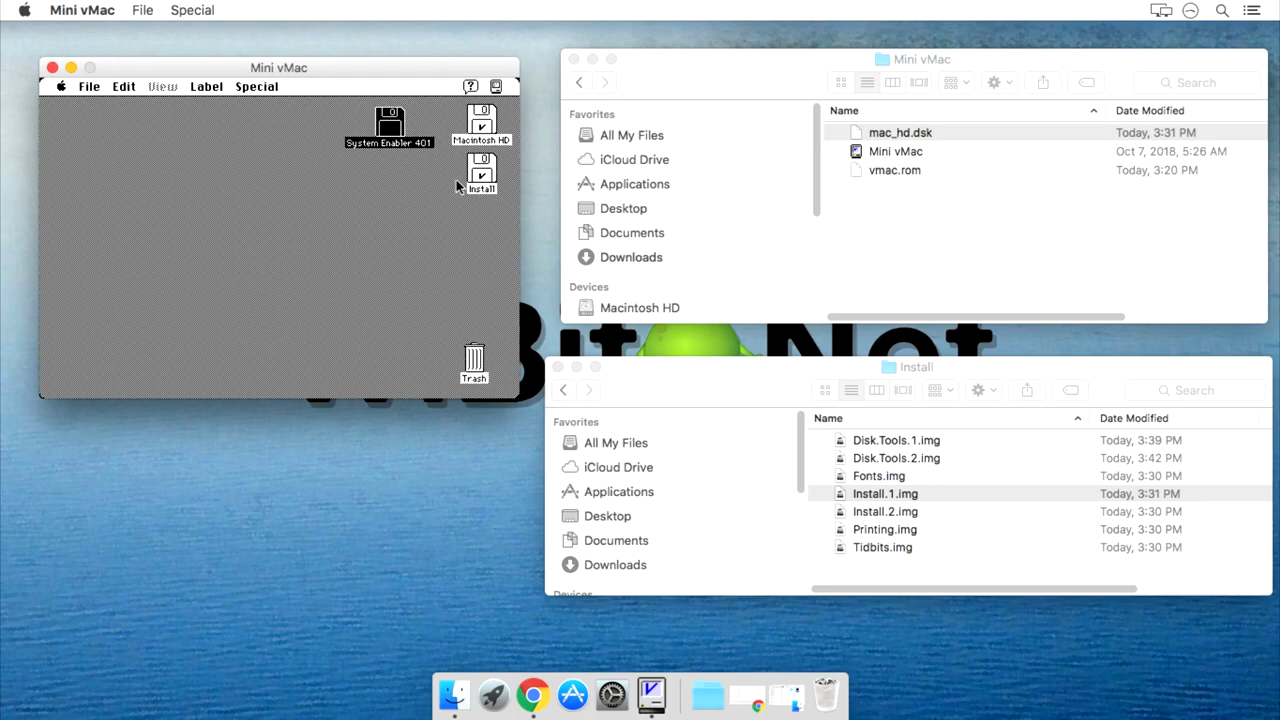 Mini vMac File Special
Mini vMac
File Edit View Label Special
System Enabler 401
Macintosh HD
Install
Trash
Mini vMac
Search
Favorites
All My Files
iCloud Drive
Applications
Desktop
Documents
Downloads
Devices
Macintosh HD
Name Date Modified
mac_hd.dsk Today, 3:31 PM
Mini vMac Oct 7, 2018, 5:26 AM
vmac.rom Today, 3:20 PM
Install
Search
Favorites
All My Files
iCloud Drive
Applications
Desktop
Documents
Downloads
Devices
Name Date Modified
Disk.Tools.1.img Today, 3:39 PM
Disk.Tools.2.img Today, 3:42 PM
Fonts.img Today, 3:30 PM
Install.1.img Today, 3:31 PM
Install.2.img Today, 3:30 PM
Printing.img Today, 3:30 PM
Tidbits.img Today, 3:30 PM